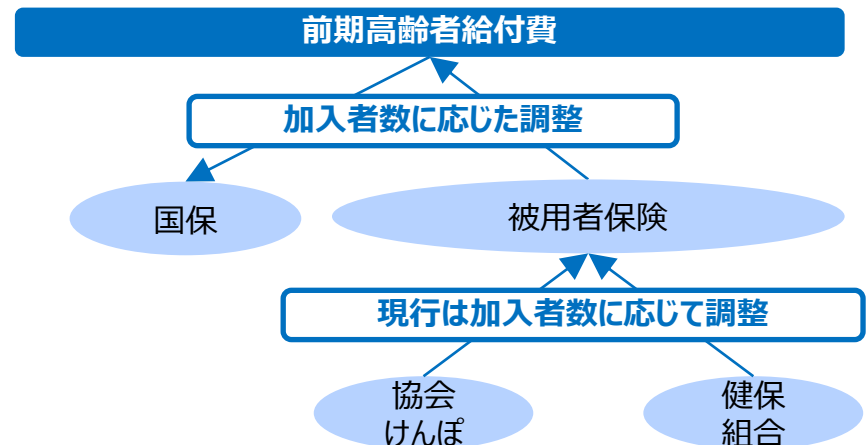 前期高齢者給付費
加入者数に応じた調整
国保
被用者保険
現行は加入者数に応じて調整
協会
けんぽ
健保
組合